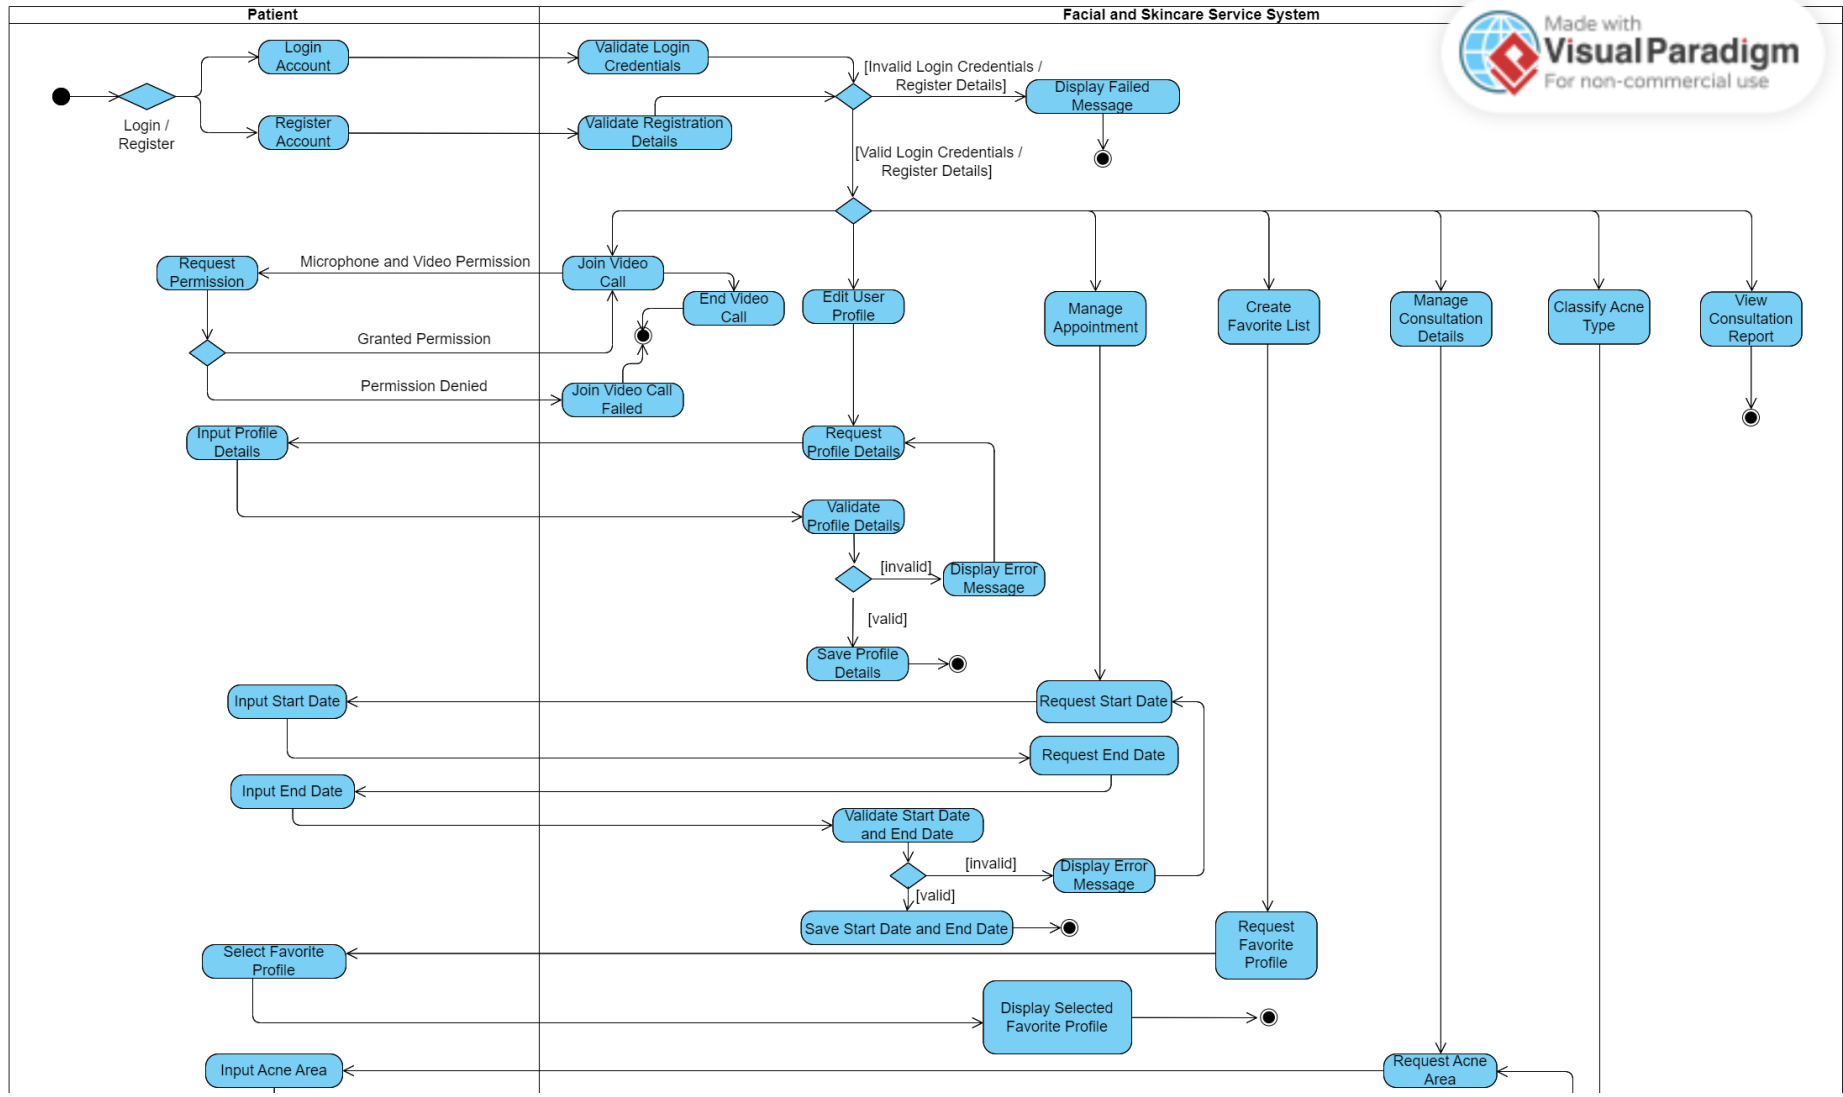 Patient
Facial and Skincare Service System
Made with
Visual Paradigm
For non-commercial use
Login
Account
Validate Login
Credentials
[Invalid Login Credentials /
Register Details]
Display Failed
Message
Login /
Register
Register
Account
Validate Registration
Details
[Valid Login Credentials /
Register Details]
Request
Permission
Microphone and Video Permission
Join Video
Call
End Video
Call
Edit User
Profile
Manage
Appointment
Create
Favorite List
Manage
Consultation
Details
Classify Acne
Type
View
Consultation
Report
Granted Permission
Permission Denied
Join Video Call
Failed
Input Profile
Details
Request
Profile Details
Validate
Profile Details
[invalid]
Display Error
Message
[valid]
Save Profile
Details
Input Start Date
Request Start Date
Request End Date
Input End Date
Validate Start Date
and End Date
[invalid]
Display Error
Message
[valid]
Save Start Date and End Date
Request
Favorite
Profile
Select Favorite
Profile
Display Selected
Favorite Profile
Input Acne Area
Request Acne
Area